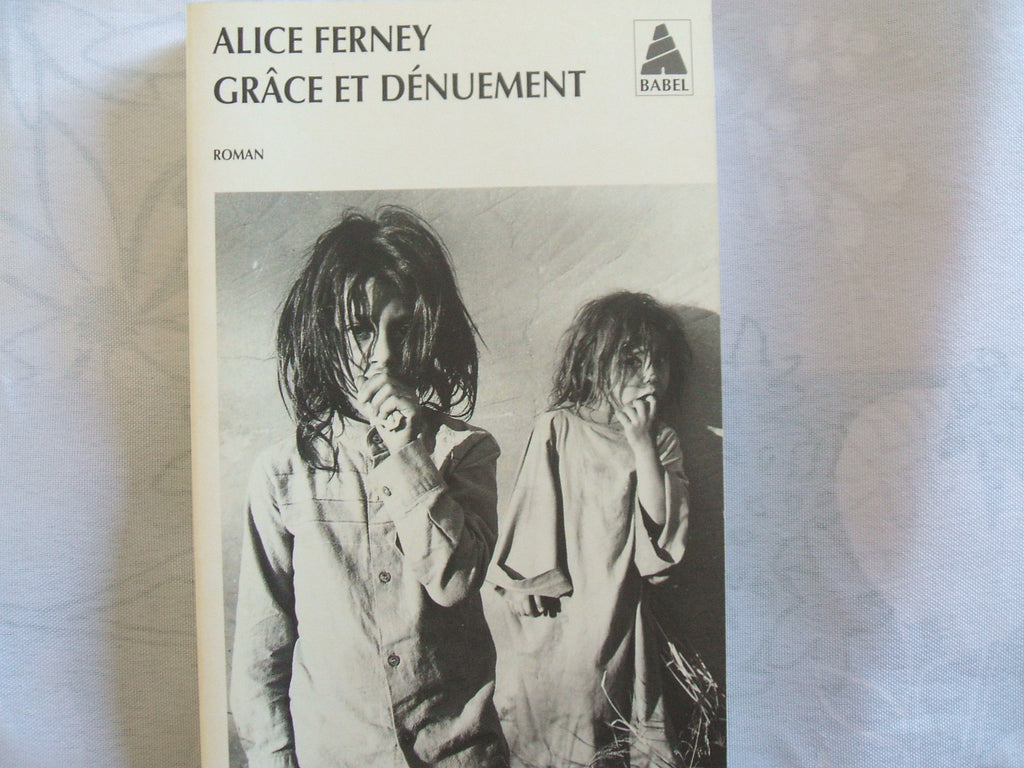 ALICE FERNEY
GRÂCE ET DÉNUEMENT
BABEL
ROMAN